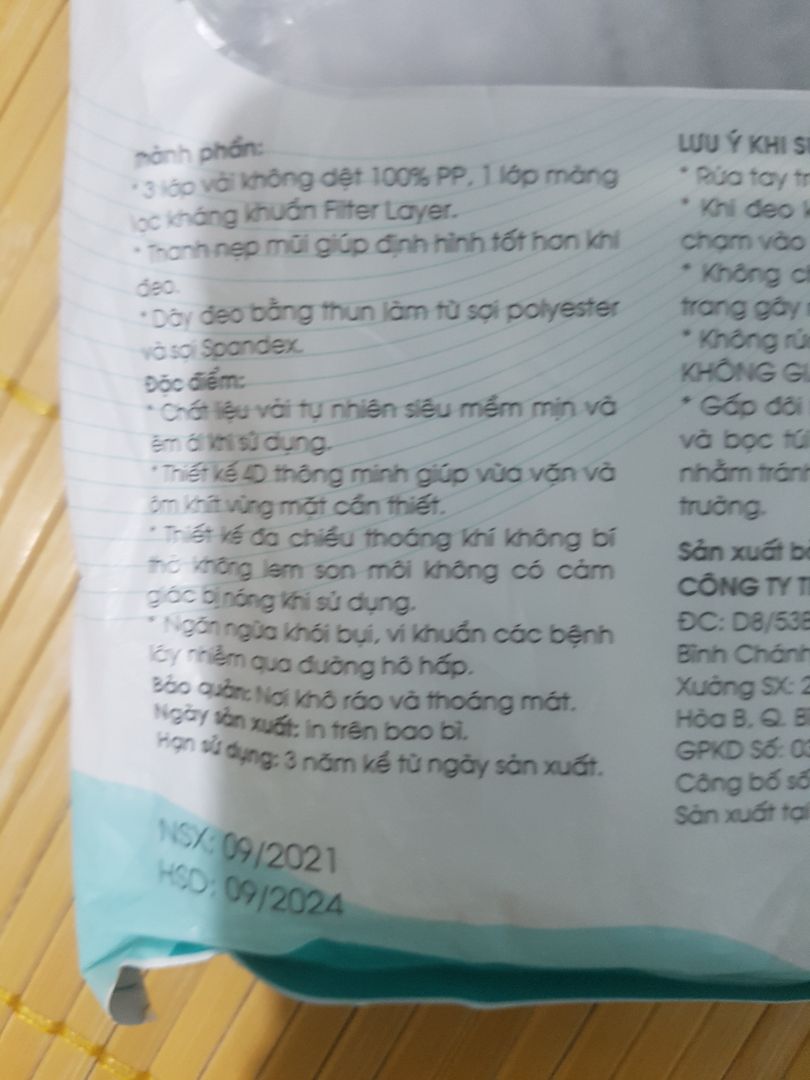 Thành phần:
* 3 lớp vải không dệt 100% PP, 1 lớp màng
lọc kháng khuẩn Filter Layer.
* Thanh nẹp mũi giúp định hình tốt hơn khi
đeo.
* Dây đeo bằng thun làm từ sợi polyester
và sợi Spandex.
Đặc điểm:
* Chất liệu vải tự nhiên siêu mềm mịn và
êm ái khi sử dụng.
* Thiết kế 4D thông minh giúp vừa vặn và
ôm khít vùng mặt cần thiết.
* Thiết kế đa chiều thoáng khí không bí
thở không lem son môi không có cảm
giác bị nóng khi sử dụng.
* Ngăn ngừa khói bụi, vi khuẩn các bệnh
lây nhiễm qua đường hô hấp.
Bảo quản: Nơi khô ráo và thoáng mát.
Ngày sản xuất: In trên bao bì.
Hạn sử dụng: 3 năm kể từ ngày sản xuất.
NSX: 09/2021
HSD: 09/2024
LƯU Ý KHI
* Rửa tay
* Khi đeo
chạm vào
* Không
trang gây
* Không
KHÔNG
* Gấp đôi
và bọc
nhằm tránh
trường.
Sản xuất
CÔNG TY
ĐC: D8/538
Bình Chánh
Xưởng SX: 2
Hòa B, Q. B
GPKD Số: 03
Công bố số
Sản xuất tại